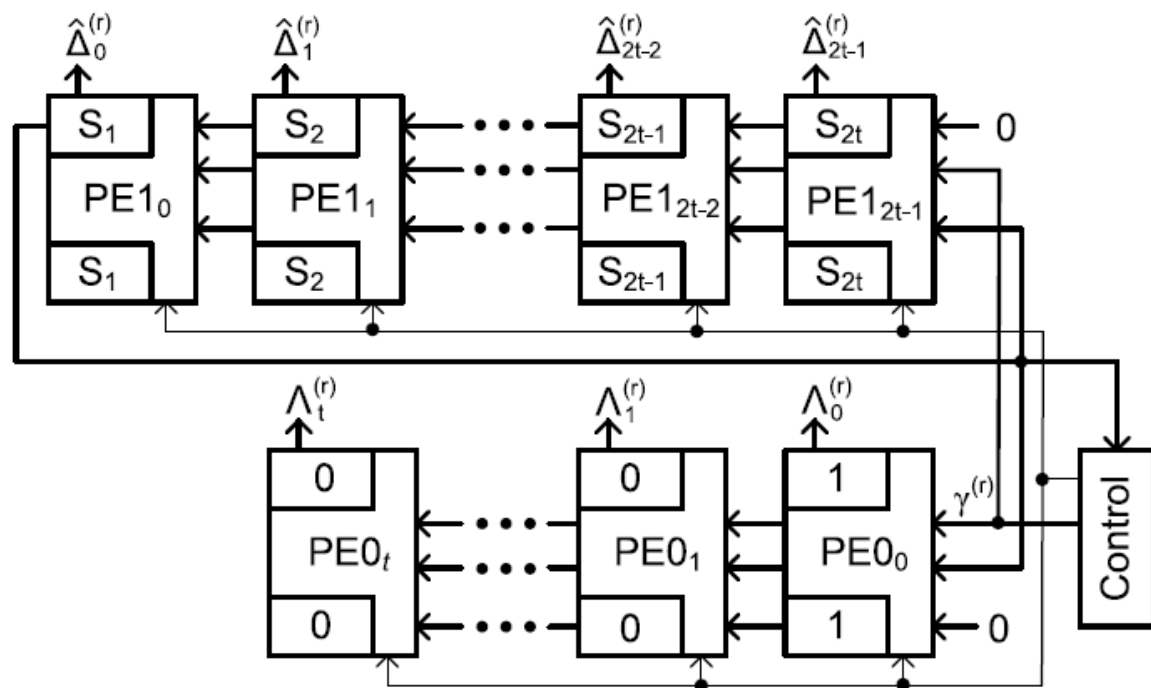 Δ̂₀⁽ʳ⁾ Δ̂₁⁽ʳ⁾ Δ̂₂ₜ₋₂⁽ʳ⁾ Δ̂₂ₜ₋₁⁽ʳ⁾
S₁ S₂ S₂ₜ₋₁ S₂ₜ 0
PE1₀ PE1₁ PE1₂ₜ₋₂ PE1₂ₜ₋₁
S₁ S₂ S₂ₜ₋₁ S₂ₜ
Λₜ⁽ʳ⁾ Λ₁⁽ʳ⁾ Λ₀⁽ʳ⁾
0 0 1
γ⁽ʳ⁾
PE0ₜ PE0₁ PE0₀
0 0 1 0
Control